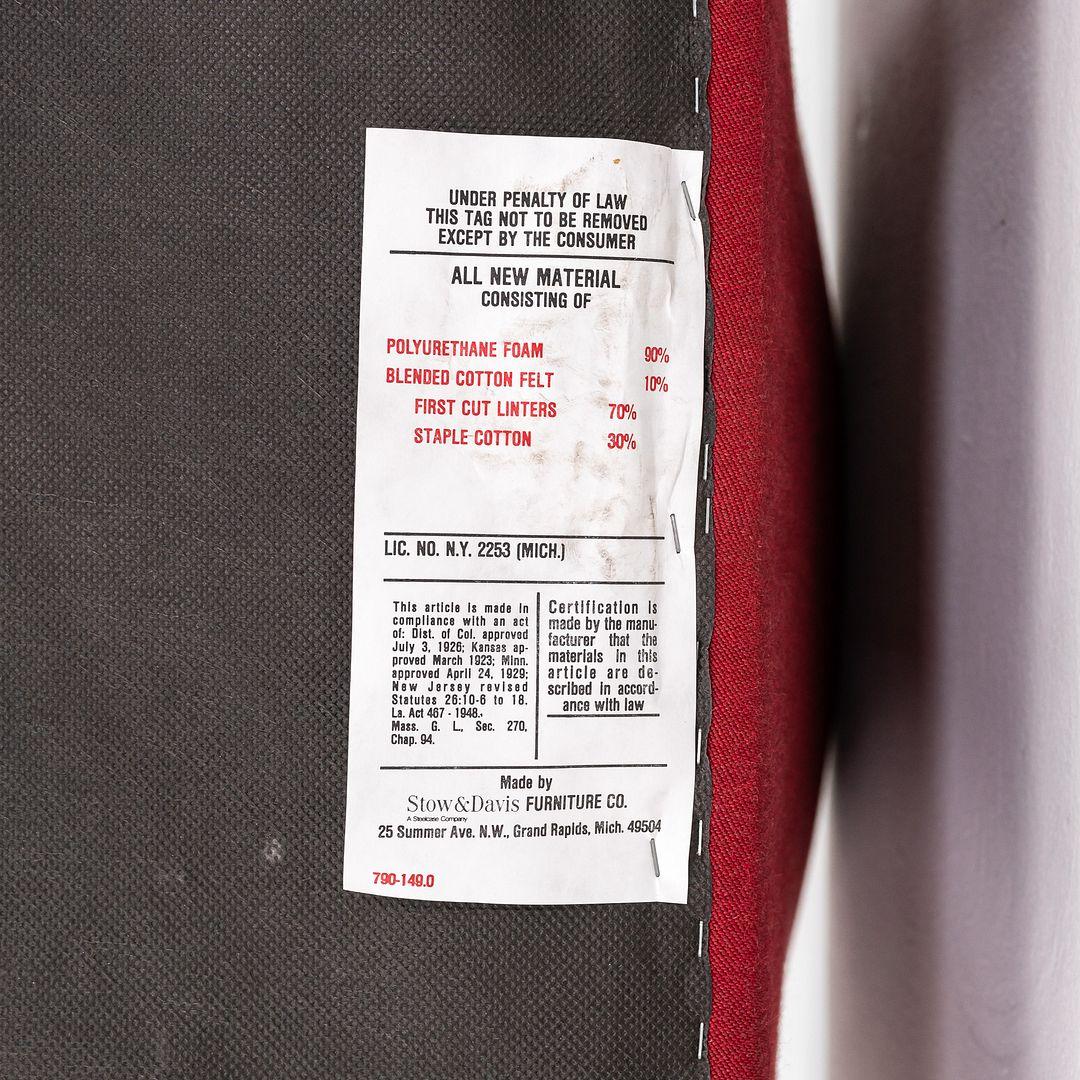 UNDER PENALTY OF LAW
THIS TAG NOT TO BE REMOVED
EXCEPT BY THE CONSUMER
ALL NEW MATERIAL
CONSISTING OF
POLYURETHANE FOAM 90%
BLENDED COTTON FELT 10%
FIRST CUT LINTERS 70%
STAPLE COTTON 30%
LIC. NO. N.Y. 2253 (MICH.)
This article is made in
compliance with an act
of: Dist. of Col. approved
July 3, 1926; Kansas ap-
proved March 1923; Minn.
approved April 24, 1929;
New Jersey revised
Statutes 26:10-6 to 18.
La. Act 467 - 1948.
Mass. G. L. Sec. 270,
Chap. 94.
Certification is
made by the manu-
facturer that the
materials in this
article are de-
scribed in accord-
ance with law
Made by
Stow&Davis FURNITURE CO.
A Steelcase Company
25 Summer Ave. N.W., Grand Rapids, Mich. 49504
790-149.0